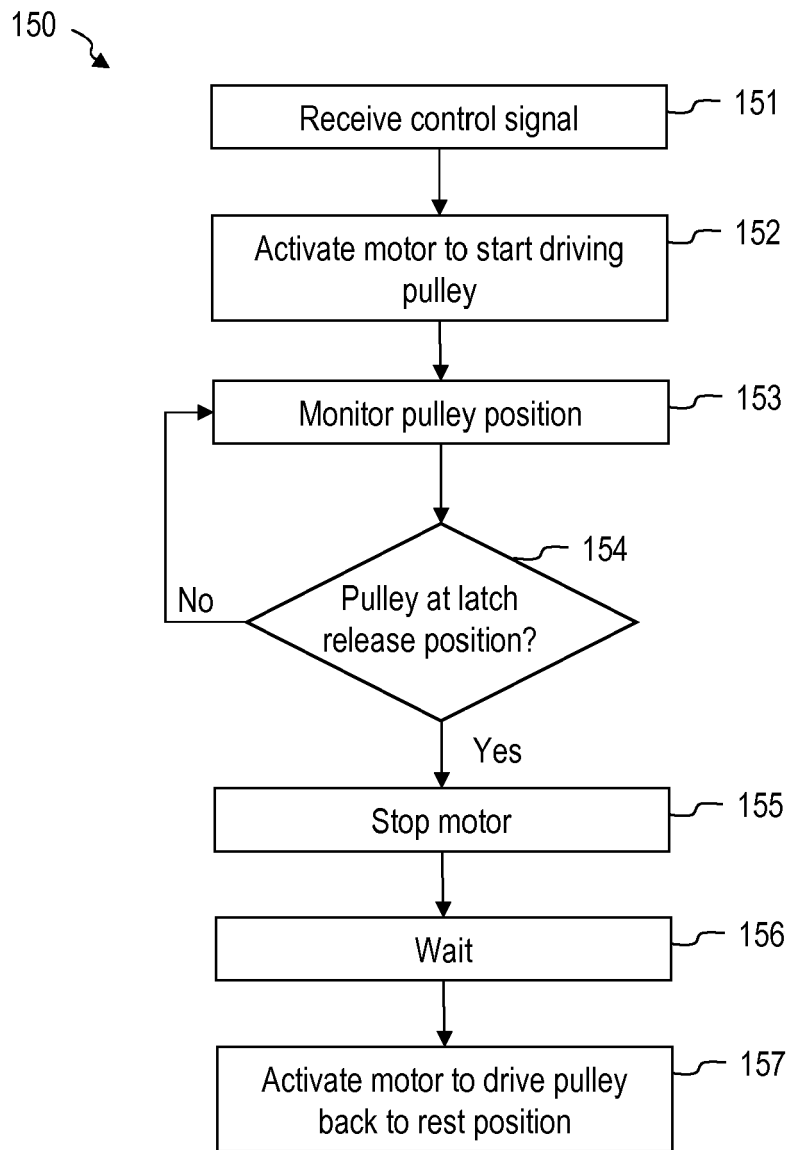 150
Receive control signal
151
Activate motor to start driving
pulley
152
Monitor pulley position
153
154
Pulley at latch
release position?
No
Yes
Stop motor
155
Wait
156
Activate motor to drive pulley
back to rest position
157